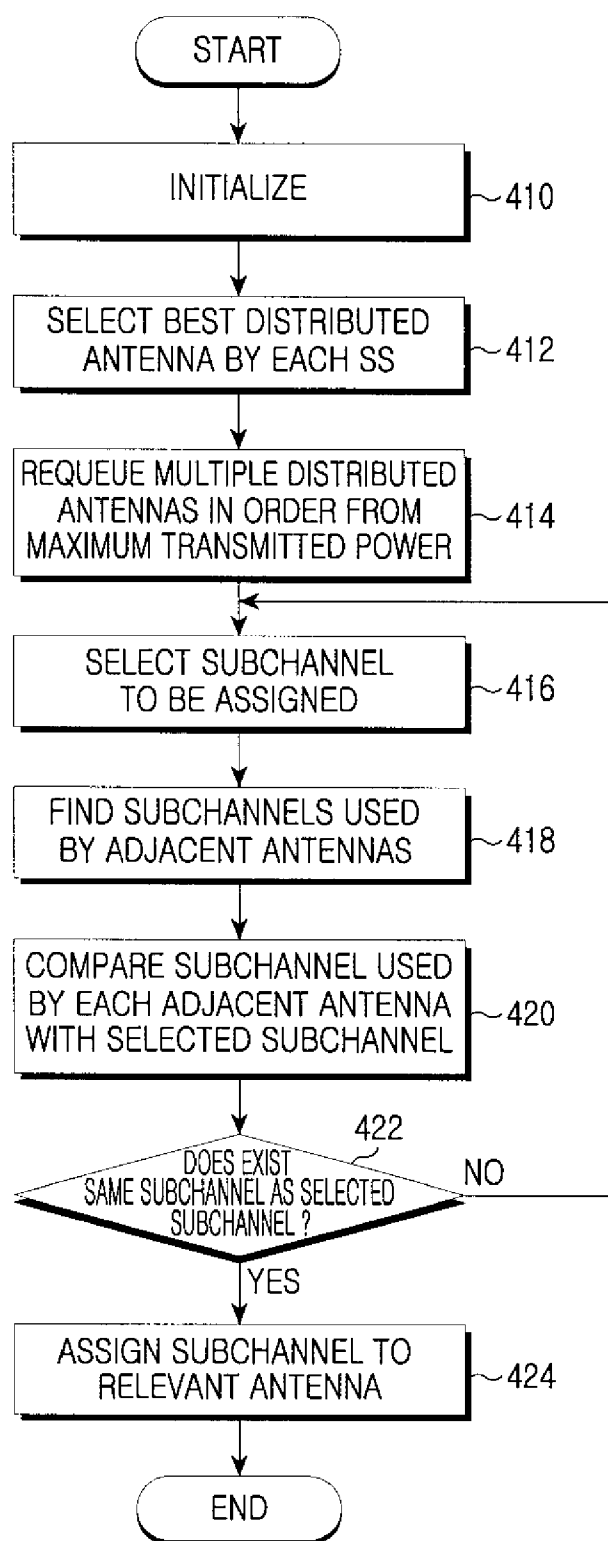 START
INITIALIZE
410
SELECT BEST DISTRIBUTED
ANTENNA BY EACH SS
412
REQUEUE MULTIPLE DISTRIBUTED
ANTENNAS IN ORDER FROM
MAXIMUM TRANSMITTED POWER
414
SELECT SUBCHANNEL
TO BE ASSIGNED
416
FIND SUBCHANNELS USED
BY ADJACENT ANTENNAS
418
COMPARE SUBCHANNEL USED
BY EACH ADJACENT ANTENNA
WITH SELECTED SUBCHANNEL
420
422
DOES EXIST
SAME SUBCHANNEL AS SELECTED
SUBCHANNEL ?
NO
YES
ASSIGN SUBCHANNEL TO
RELEVANT ANTENNA
424
END